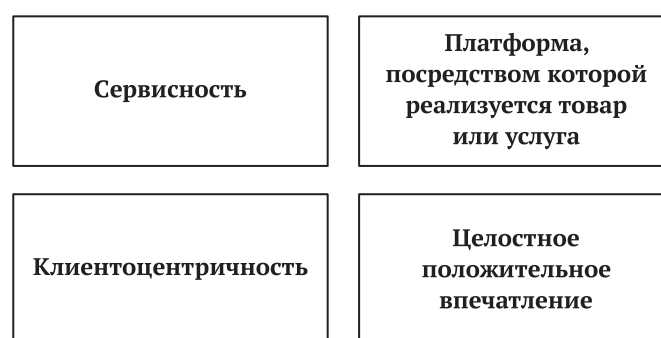 Сервисность
Платформа,
посредством которой
реализуется товар
или услуга
Клиентоцентричность
Целостное
положительное
впечатление